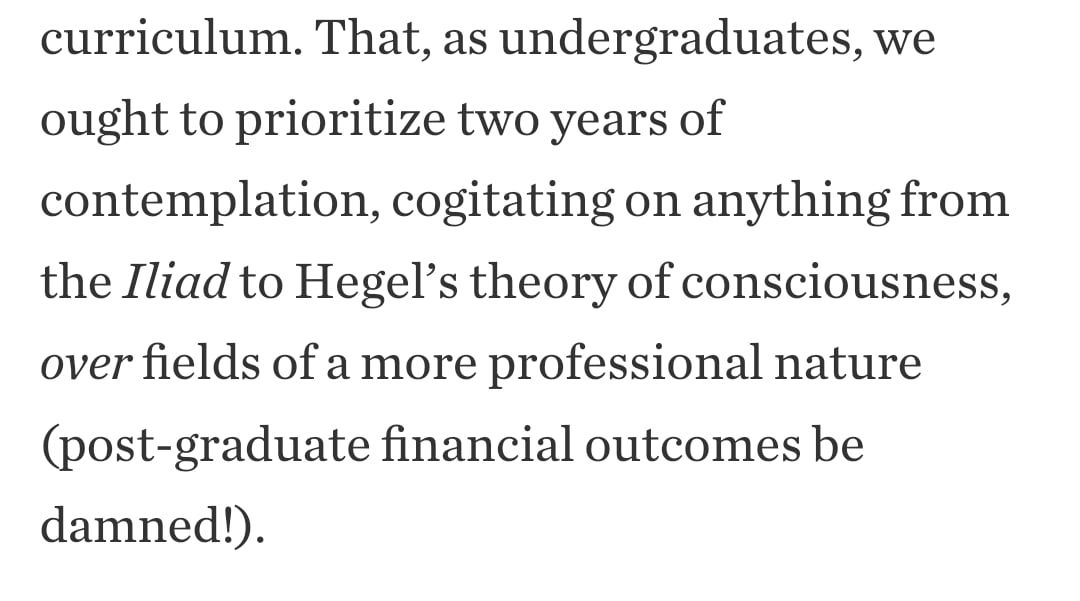 curriculum. That, as undergraduates, we
ought to prioritize two years of
contemplation, cogitating on anything from
the Iliad to Hegel’s theory of consciousness,
over fields of a more professional nature
(post-graduate financial outcomes be
damned!).